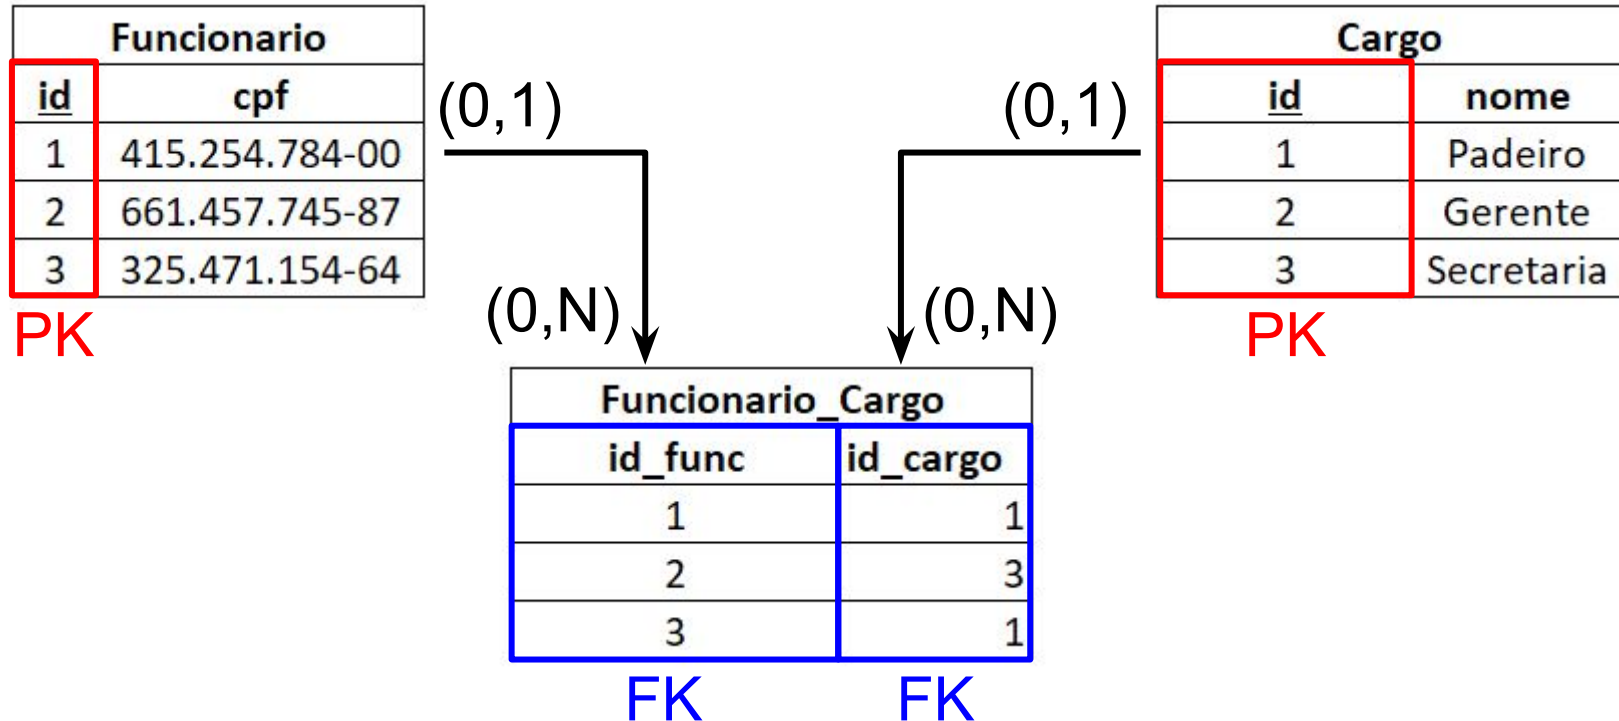 Funcionario
id cpf
1 415.254.784-00
2 661.457.745-87
3 325.471.154-64
PK
(0,1)
(0,N)
Cargo
id nome
1 Padeiro
2 Gerente
3 Secretaria
PK
(0,1)
(0,N)
Funcionario_Cargo
id_func id_cargo
1 1
2 3
3 1
FK FK